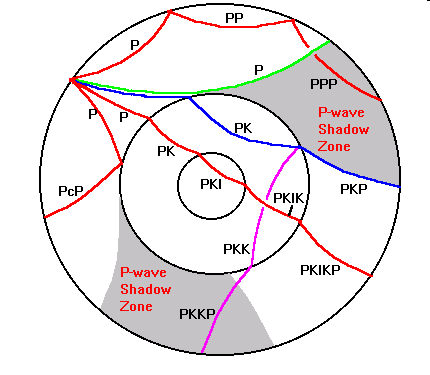 PP
P
P
PPP
P-wave
Shadow
Zone
P
P
PK
PK
PKI
PKIK
PcP
PKP
PKK
PKIKP
P-wave
Shadow
Zone
PKKP